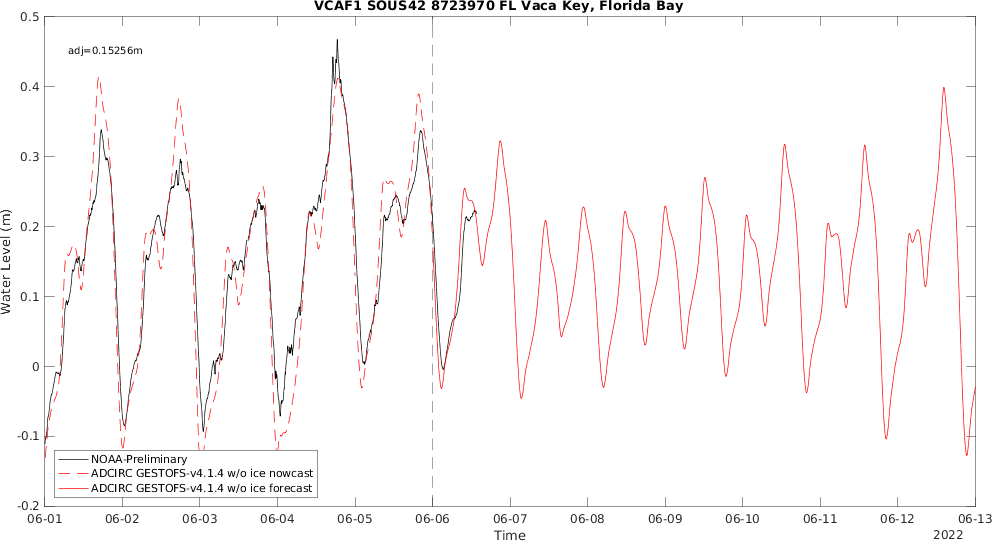 VCAF1 SOUS42 8723970 FL Vaca Key, Florida Bay
adj=0.15256m
Water Level (m)
0.5
0.4
0.3
0.2
0.1
0
-0.1
-0.2
NOAA-Preliminary
ADCIRC GESTOFS-v4.1.4 w/o ice nowcast
ADCIRC GESTOFS-v4.1.4 w/o ice forecast
06-01 06-02 06-03 06-04 06-05 06-06 06-07 06-08 06-09 06-10 06-11 06-12 06-13
Time
2022